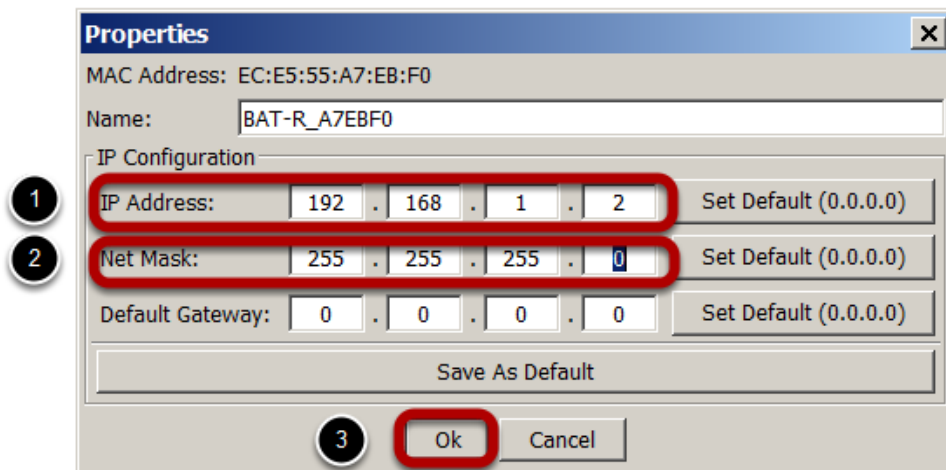 Properties
MAC Address: EC:E5:55:A7:EB:F0
Name: BAT-R_A7EBF0
IP Configuration
1 IP Address: 192 . 168 . 1 . 2 Set Default (0.0.0.0)
2 Net Mask: 255 . 255 . 255 . 0 Set Default (0.0.0.0)
Default Gateway: 0 . 0 . 0 . 0 Set Default (0.0.0.0)
Save As Default
3 Ok Cancel